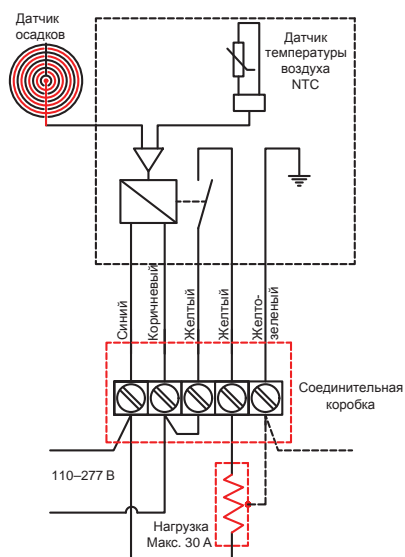 Датчик
осадков
Датчик
температуры
воздуха
NTC
Синий
Коричневый
Желтый
Желтый
Желто-
зеленый
Соединительная
коробка
110–277 В
Нагрузка
Макс. 30 А